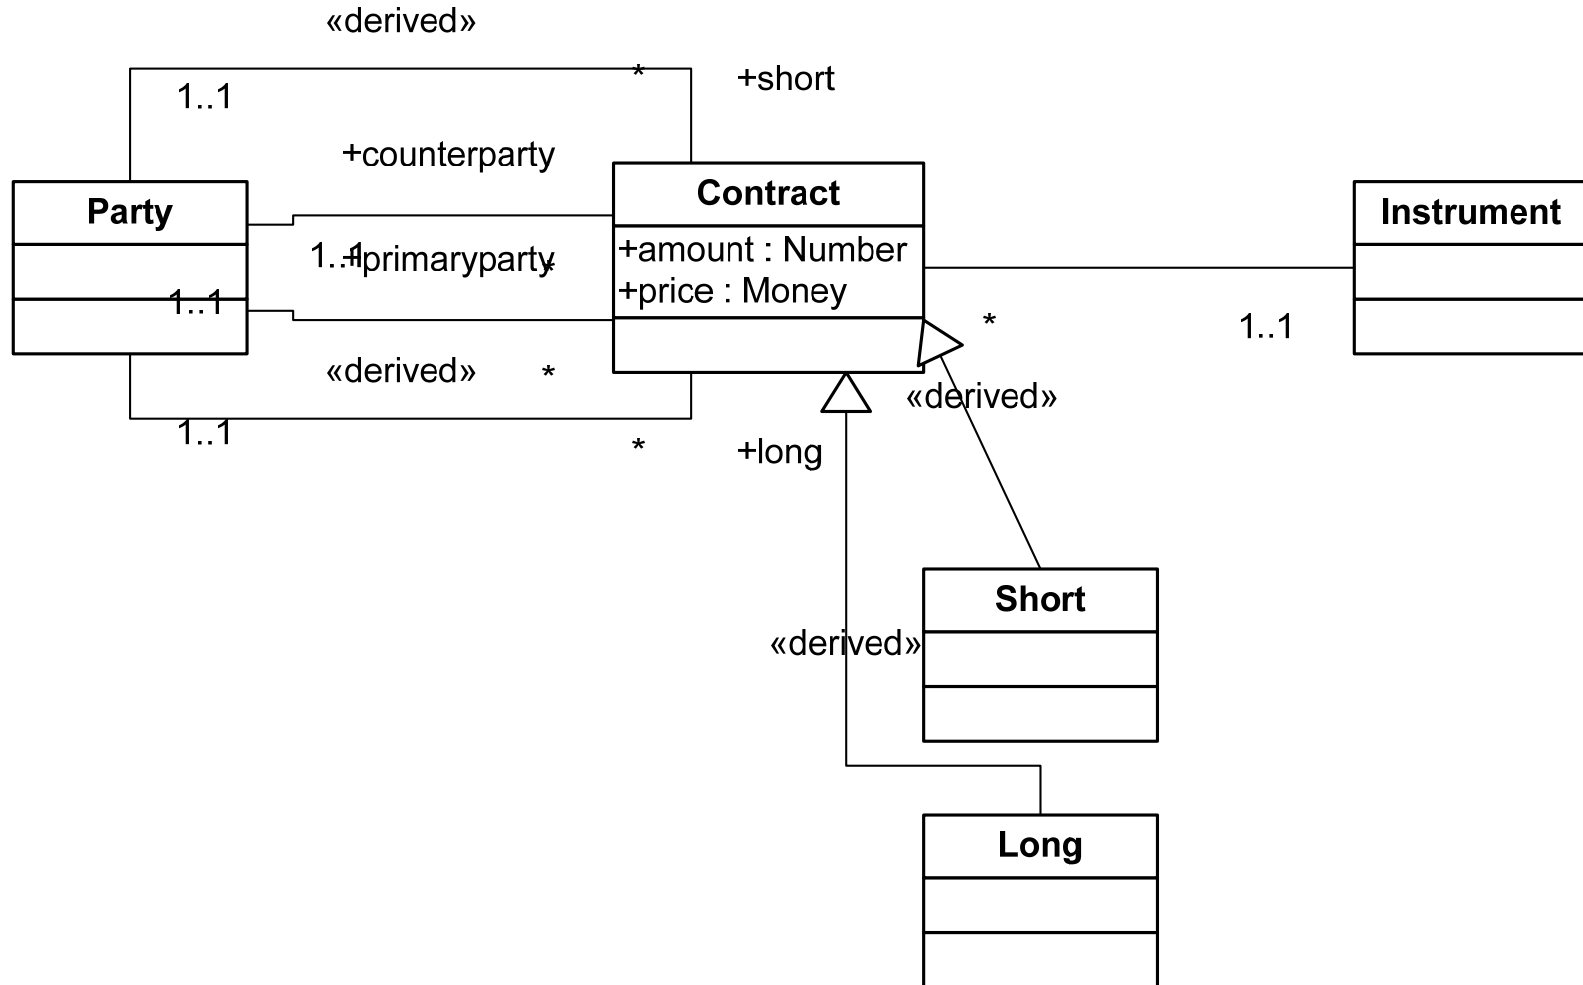 «derived»
* +short
1..1
+counterparty
Party
Contract
Instrument
+amount : Number
1..1
+primaryparty
*
+price : Money
1..1
*
1..1
«derived»
*
«derived»
1..1
*
+long
Short
«derived»
Long